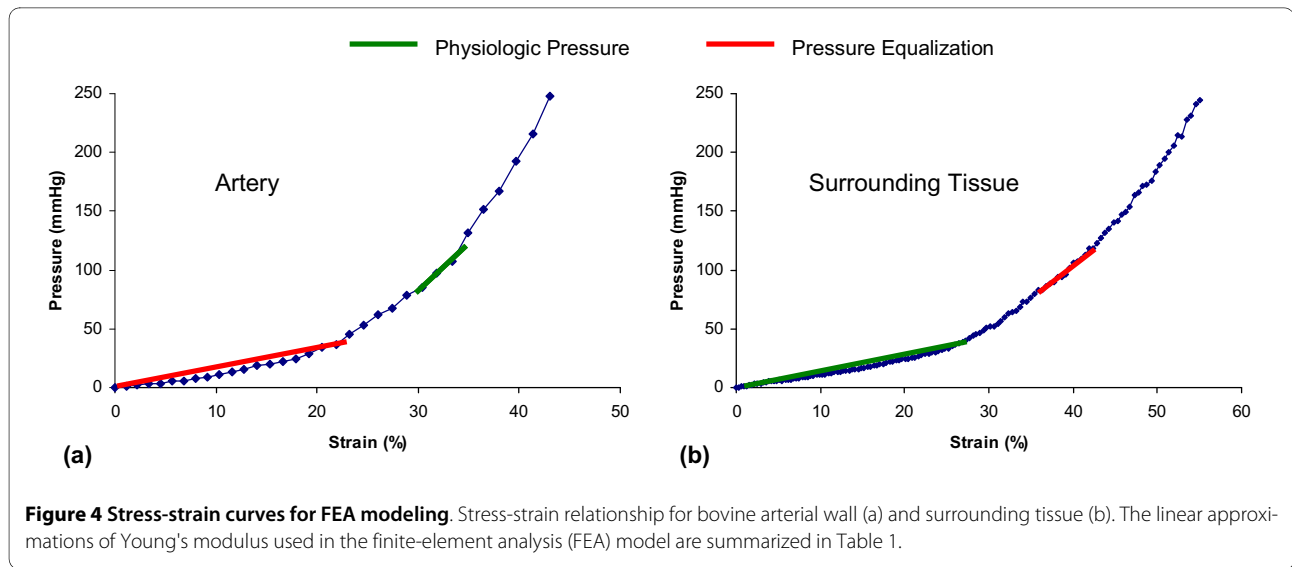 Physiologic Pressure Pressure Equalization
250
200
150
100
50
0
Pressure (mmHg)
Artery
0 10 20 30 40 50
Strain (%)
(a)
250
200
150
100
50
0
Pressure (mmHg)
Surrounding Tissue
0 10 20 30 40 50 60
Strain (%)
(b)
Figure 4 Stress-strain curves for FEA modeling. Stress-strain relationship for bovine arterial wall (a) and surrounding tissue (b). The linear approxi-
mations of Young's modulus used in the finite-element analysis (FEA) model are summarized in Table 1.